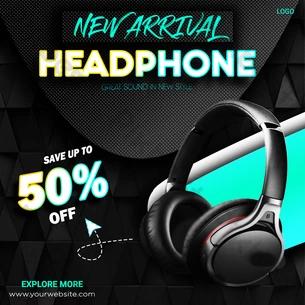 LOGO
NEW ARRIVAL
HEADPHONE
GREAT SOUND IN NEW STYLE
SAVE UP TO
50%
OFF
EXPLORE MORE
www.yourwebsite.com